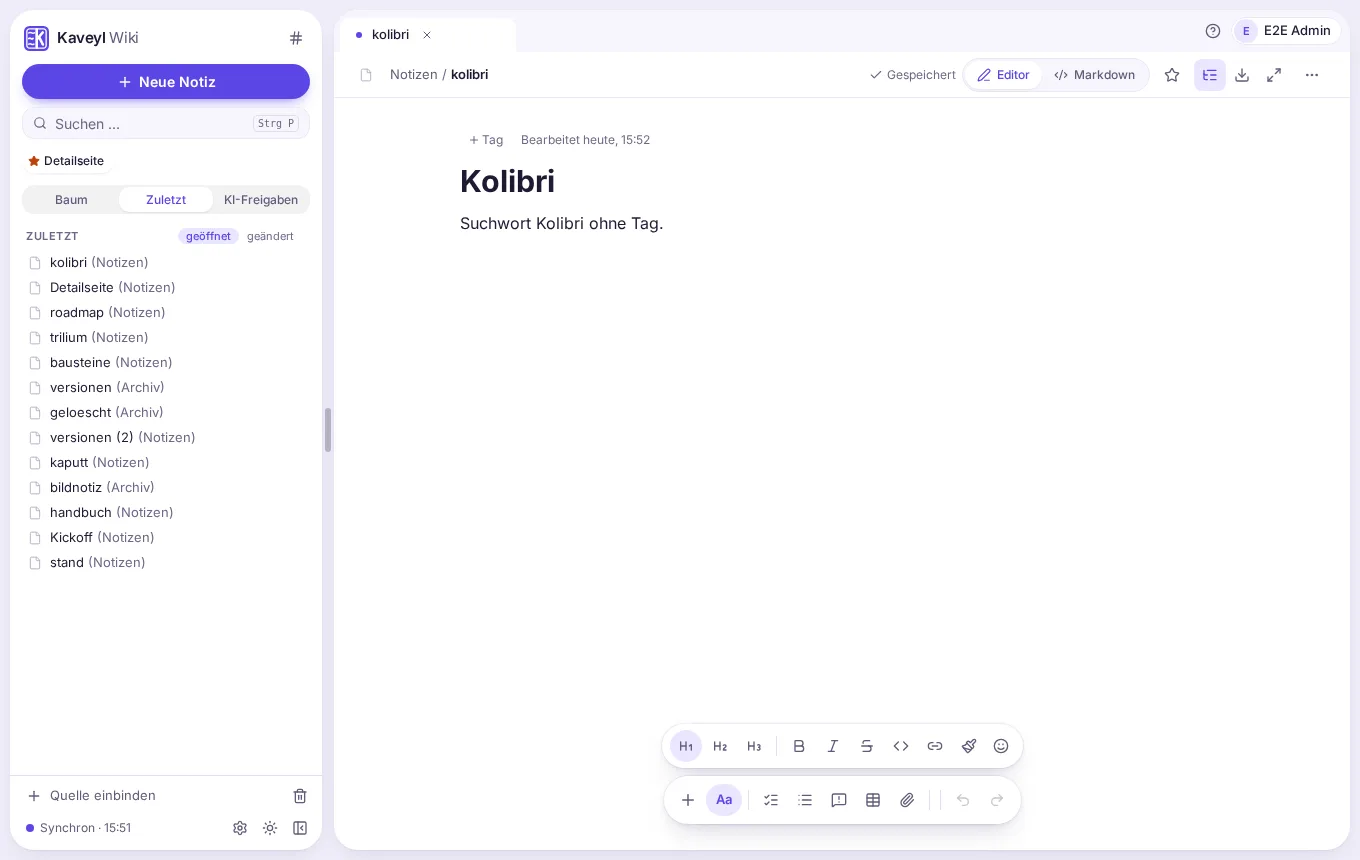 Kaveyl Wiki
Neue Notiz
Suchen ...
Strg P
Detailseite
Baum
Zuletzt
KI-Freigaben
ZULETZT
geöffnet
geändert
kolibri (Notizen)
Detailseite (Notizen)
roadmap (Notizen)
trilium (Notizen)
bausteine (Notizen)
versionen (Archiv)
geloescht (Archiv)
versionen (2) (Notizen)
kaputt (Notizen)
bildnotiz (Archiv)
handbuch (Notizen)
Kickoff (Notizen)
stand (Notizen)
Quelle einbinden
Synchron · 15:51
kolibri
E
E2E Admin
Notizen / kolibri
Gespeichert
Editor
Markdown
+ Tag
Bearbeitet heute, 15:52
Kolibri
Suchwort Kolibri ohne Tag.
H1
H2
H3
Aa